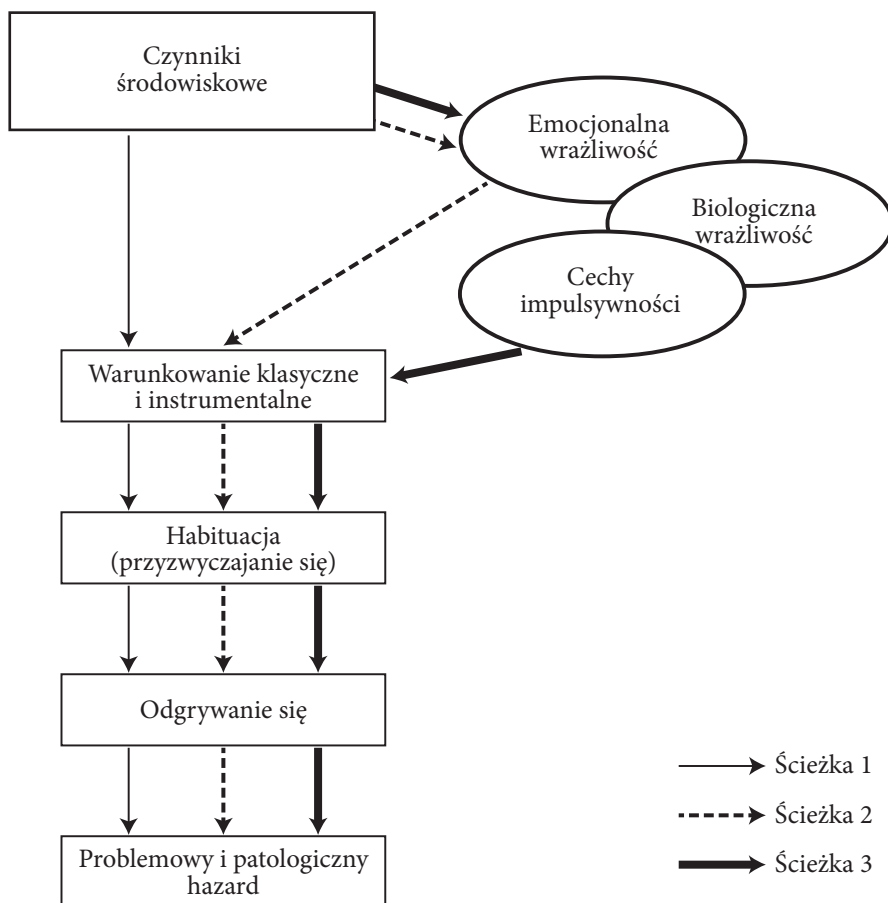 Czynniki
środowiskowe
Emocjonalna
wrażliwość
Biologiczna
wrażliwość
Cechy
impulsywności
Warunkowanie klasyczne
i instrumentalne
Habituacja
(przyzwyczajanie się)
Odgrywanie się
Problemowy i patologiczny
hazard
Ścieżka 1
Ścieżka 2
Ścieżka 3